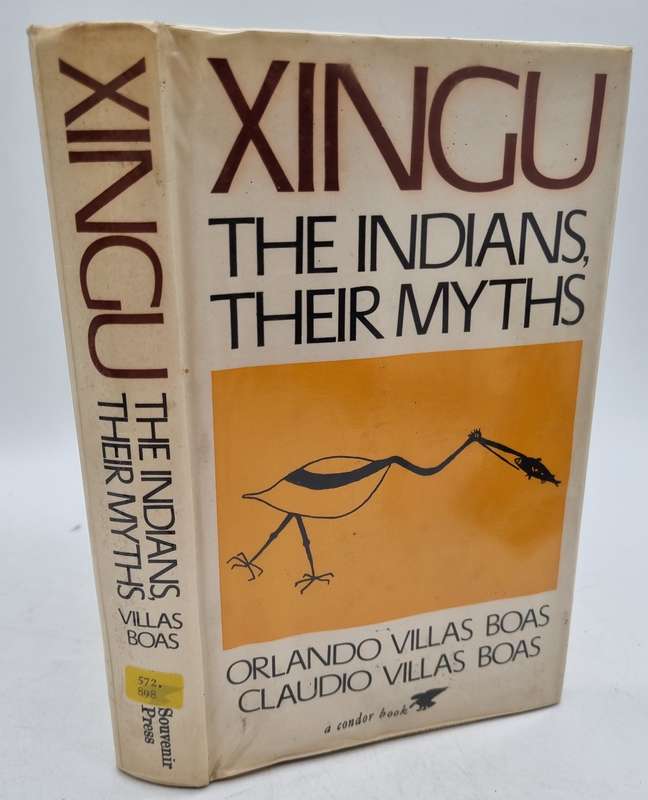 XINGU
THE INDIANS,
THEIR MYTHS
ORLANDO VILLAS BOAS
CLAUDIO VILLAS BOAS
a condor book
XINGU
THE INDIANS,
THEIR MYTHS
VILLAS
BOAS
572.
898
Souvenir
Press